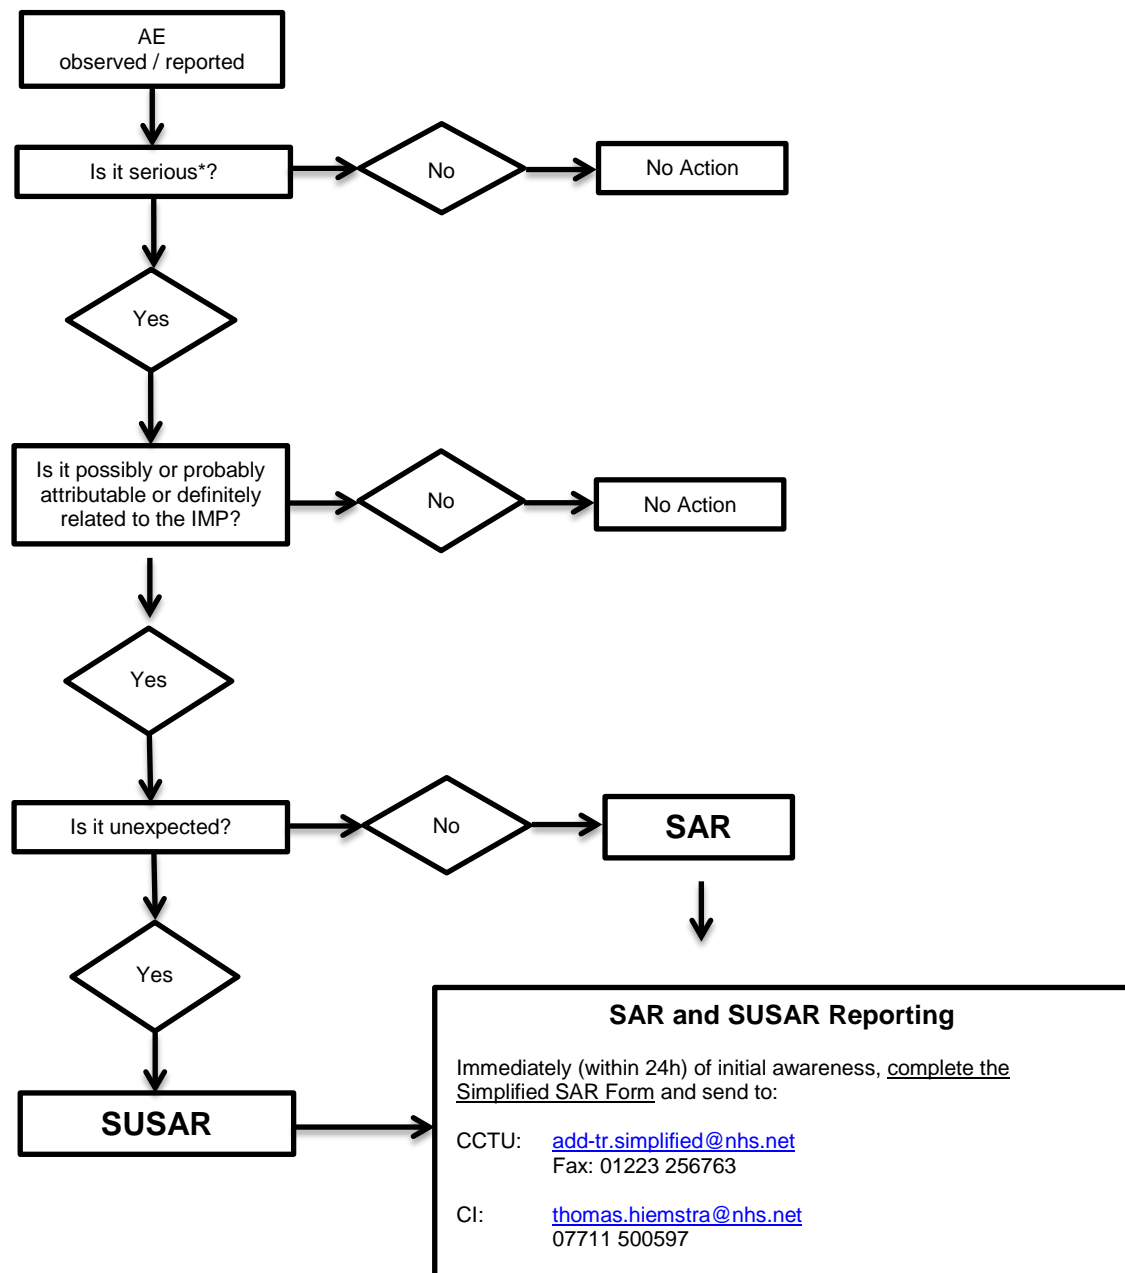 AE
observed / reported
Is it serious*?
No
No Action
Yes
Is it possibly or probably
attributable or definitely
related to the IMP?
No
No Action
Yes
Is it unexpected?
No
SAR
Yes
SUSAR
SAR and SUSAR Reporting
Immediately (within 24h) of initial awareness, complete the
Simplified SAR Form and send to:
CCTU: add-tr.simplified@nhs.net
Fax: 01223 256763
CI: thomas.hiemstra@nhs.net
07711 500597